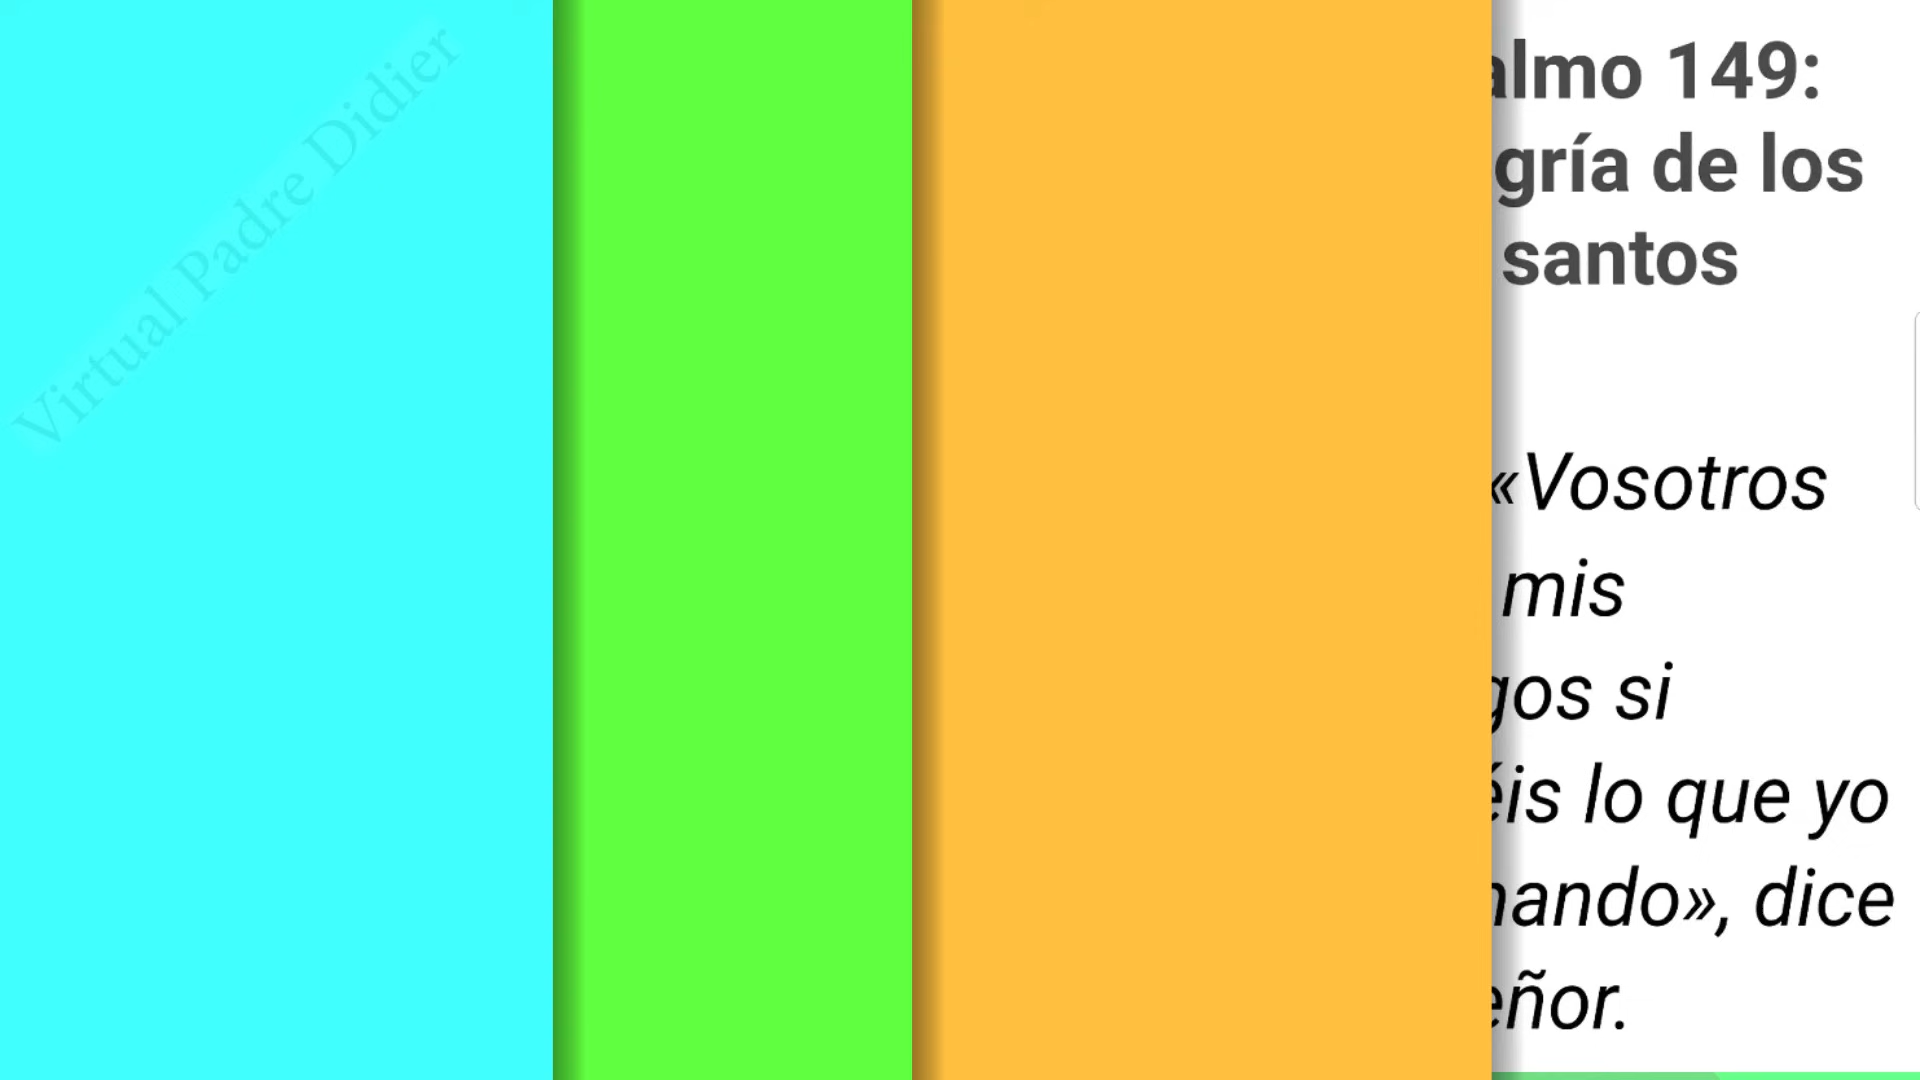 Virtual Padre Didier
almo 149:
gría de los
santos
«Vosotros
mis
gos si
éis lo que yo
mando», dice
eñor.